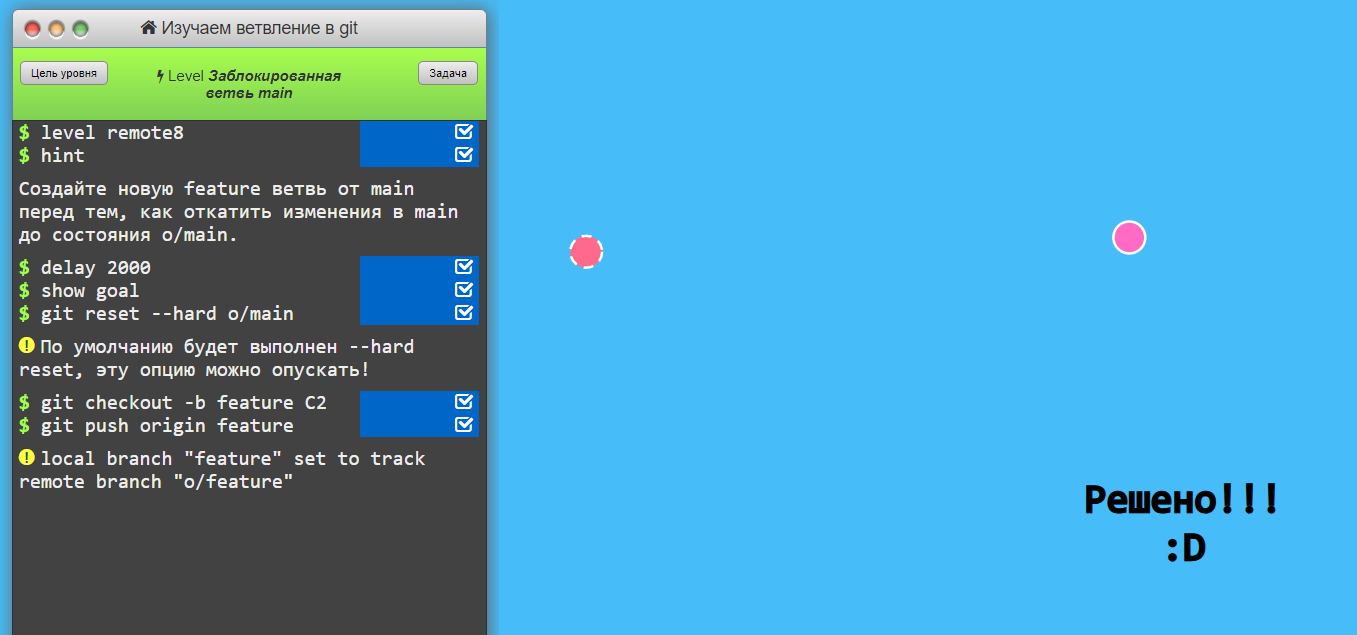 Изучаем ветвление в git
Цель уровня
Level Заблокированная
ветвь main
Задача
$ level remote8
$ hint
Создайте новую feature ветвь от main
перед тем, как откатить изменения в main
до состояния o/main.
$ delay 2000
$ show goal
$ git reset --hard o/main
По умолчанию будет выполнен --hard
reset, эту опцию можно опускать!
$ git checkout -b feature C2
$ git push origin feature
local branch "feature" set to track
remote branch "o/feature"
Решено!!!
:D